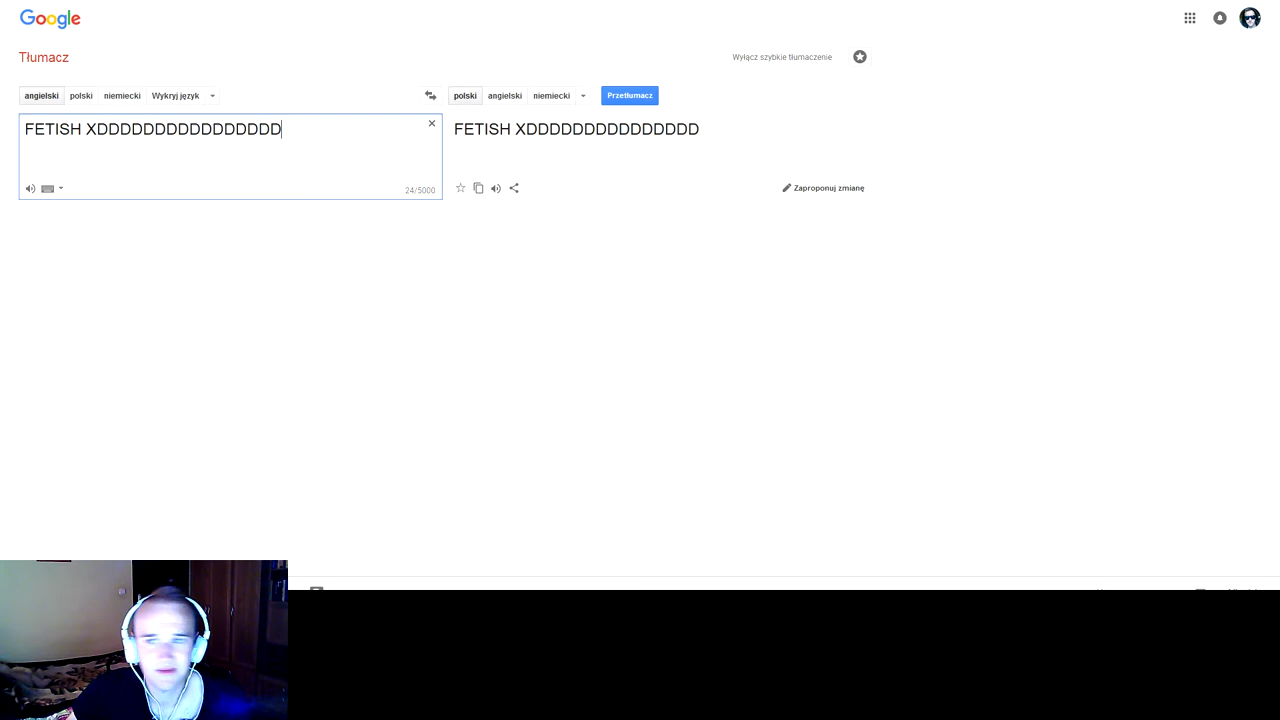 Google
Tłumacz
Wyłącz szybkie tłumaczenie
angielski polski niemiecki Wykryj język
polski angielski niemiecki Przetłumacz
FETISH XDDDDDDDDDDDDDDDD
FETISH XDDDDDDDDDDDDDDD
24/5000
Zaproponuj zmianę